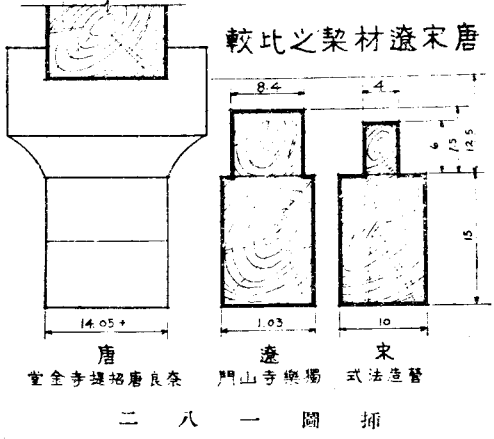 唐宋遼材栔之比較
8.4
4
6
7.5
12.5
15
14.05+
1.03
10
唐
奈良唐招提寺金堂
遼
獨樂寺山門
宋
營造法式
插圖一八二